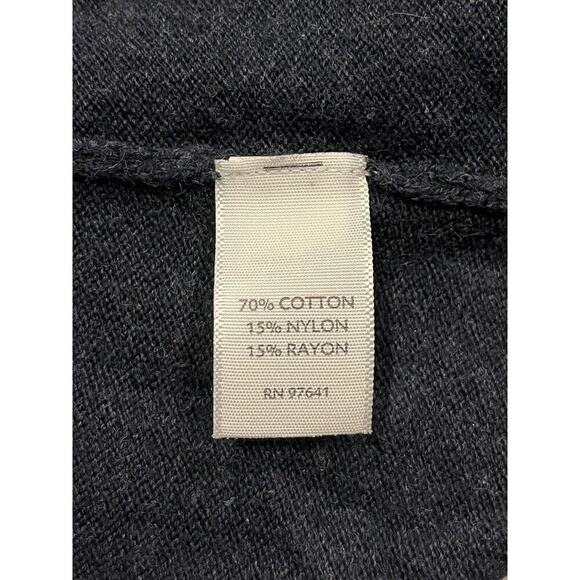 70% COTTON
15% NYLON
15% RAYON
RN 97641